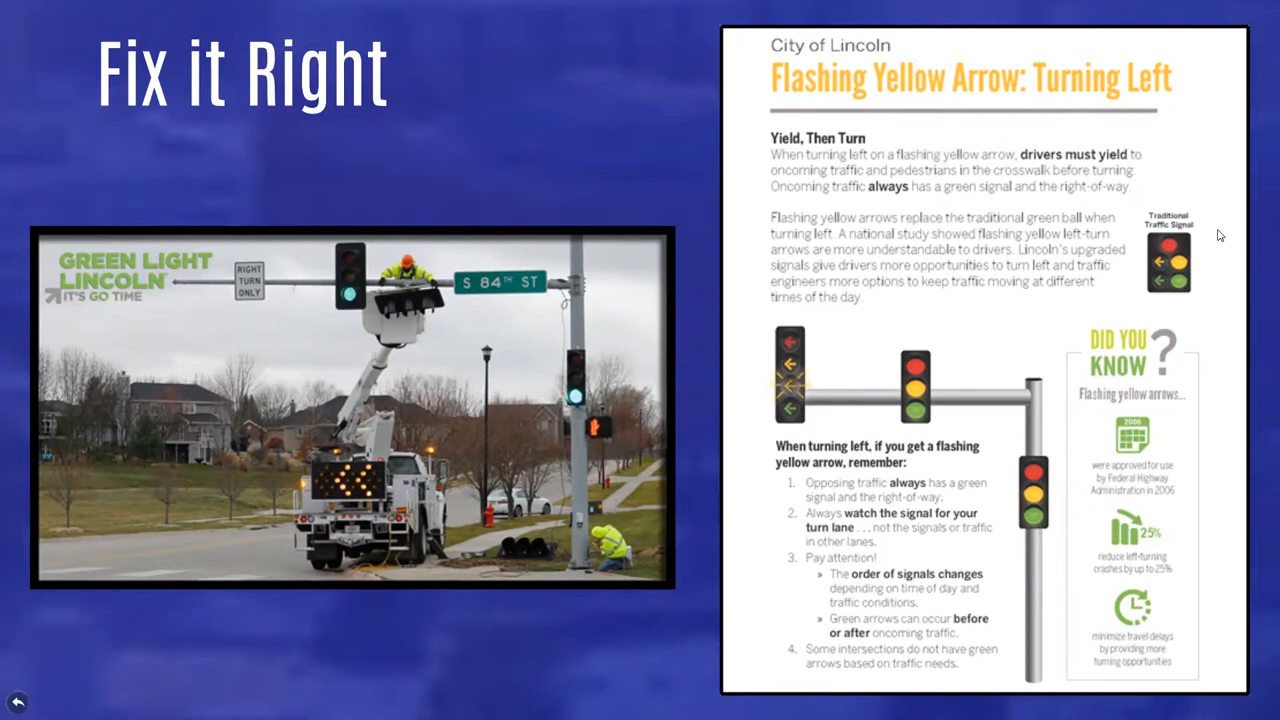 Fix it Right
GREEN LIGHT
LINCOLN
IT'S GO TIME
RIGHT
TURN
ONLY
S 84TH ST
City of Lincoln
Flashing Yellow Arrow: Turning Left
Yield, Then Turn
When turning left on a flashing yellow arrow, drivers must yield to
oncoming traffic and pedestrians in the crosswalk before turning.
Oncoming traffic always has a green signal and the right-of-way.
Flashing yellow arrows replace the traditional green ball when
turning left. A national study showed flashing yellow left-turn
arrows are more understandable to drivers. Lincoln's upgraded
signals give drivers more opportunities to turn left and traffic
engineers more options to keep traffic moving at different
times of the day.
Traditional
Traffic Signal
When turning left, if you get a flashing
yellow arrow, remember:
1. Opposing traffic always has a green
signal and the right-of-way.
2. Always watch the signal for your
turn lane . . . not the signals or traffic
in other lanes.
3. Pay attention!
» The order of signals changes
depending on time of day and
traffic conditions.
» Green arrows can occur before
or after oncoming traffic.
4. Some intersections do not have green
arrows based on traffic needs.
DID YOU
KNOW ?
Flashing yellow arrows...
2006
were approved for use
by Federal Highway
Administration in 2006
25%
reduce left-turning
crashes by up to 25%
minimize travel delays
by providing more
turning opportunities